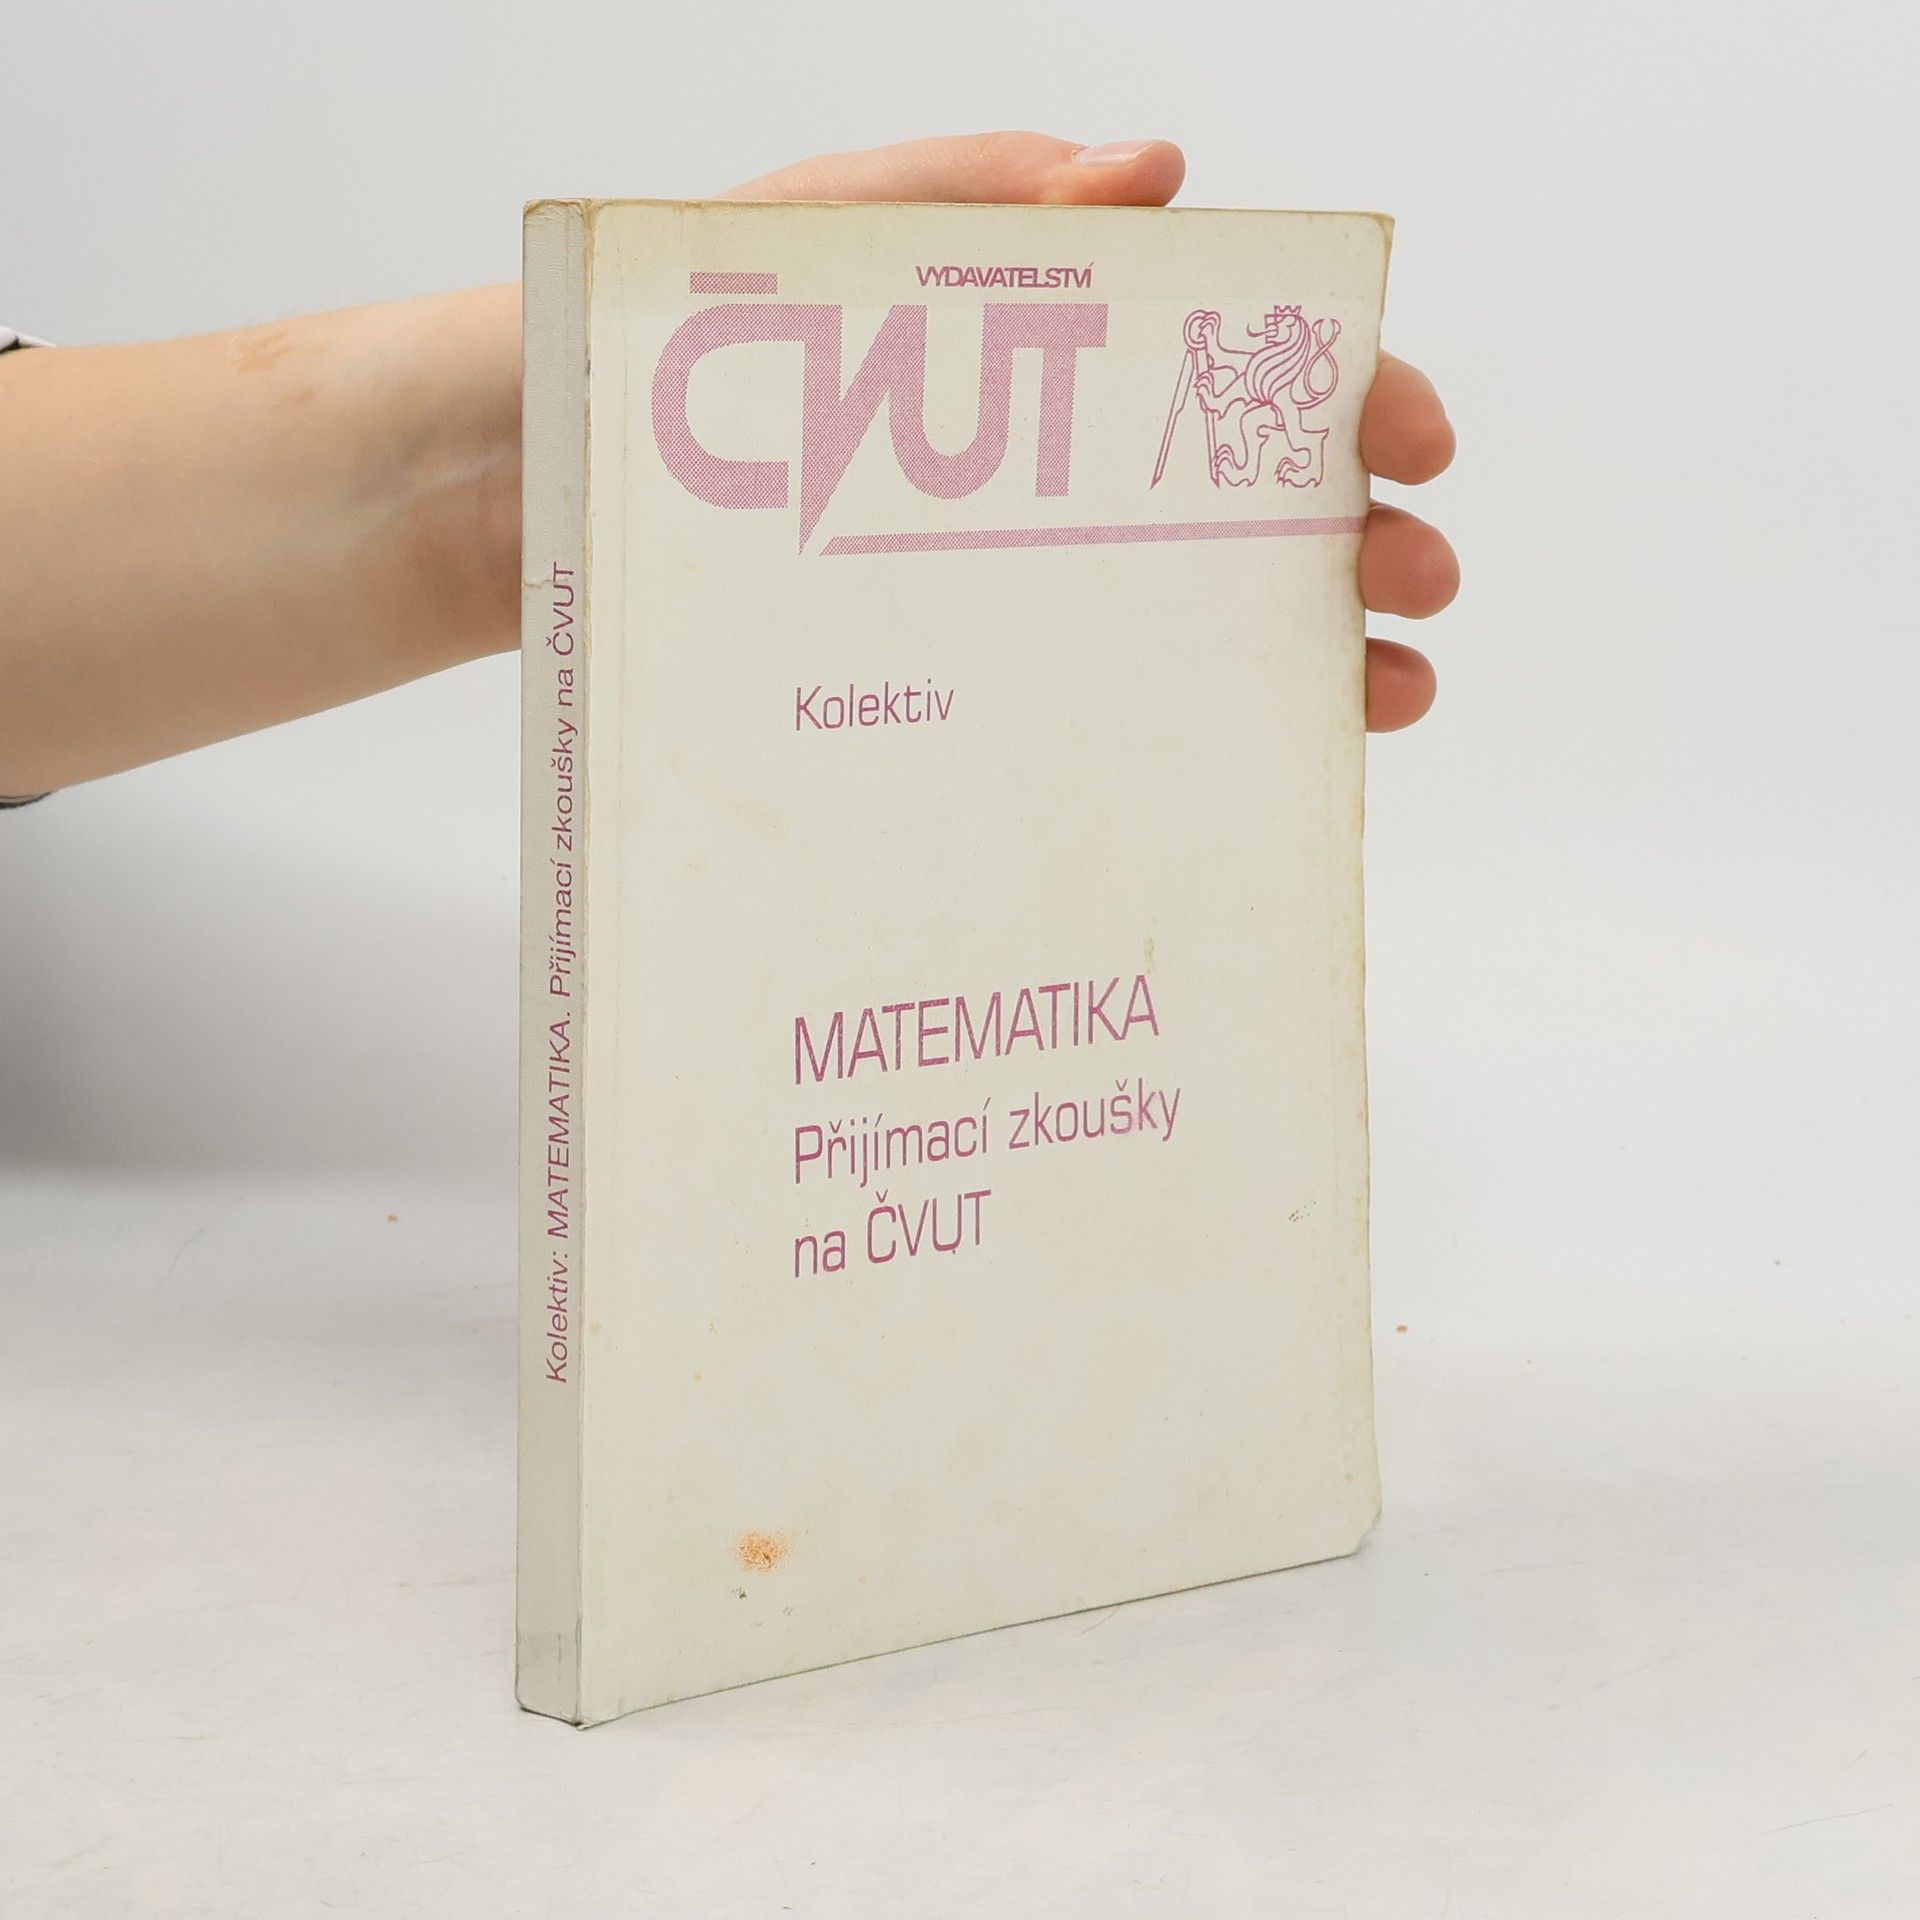 VYDAVATELSTVÍ
ČVUT
Kolektiv
MATEMATIKA
Přijímací zkoušky
na ČVUT
Kolektiv: MATEMATIKA. Přijímací zkoušky na ČVUT